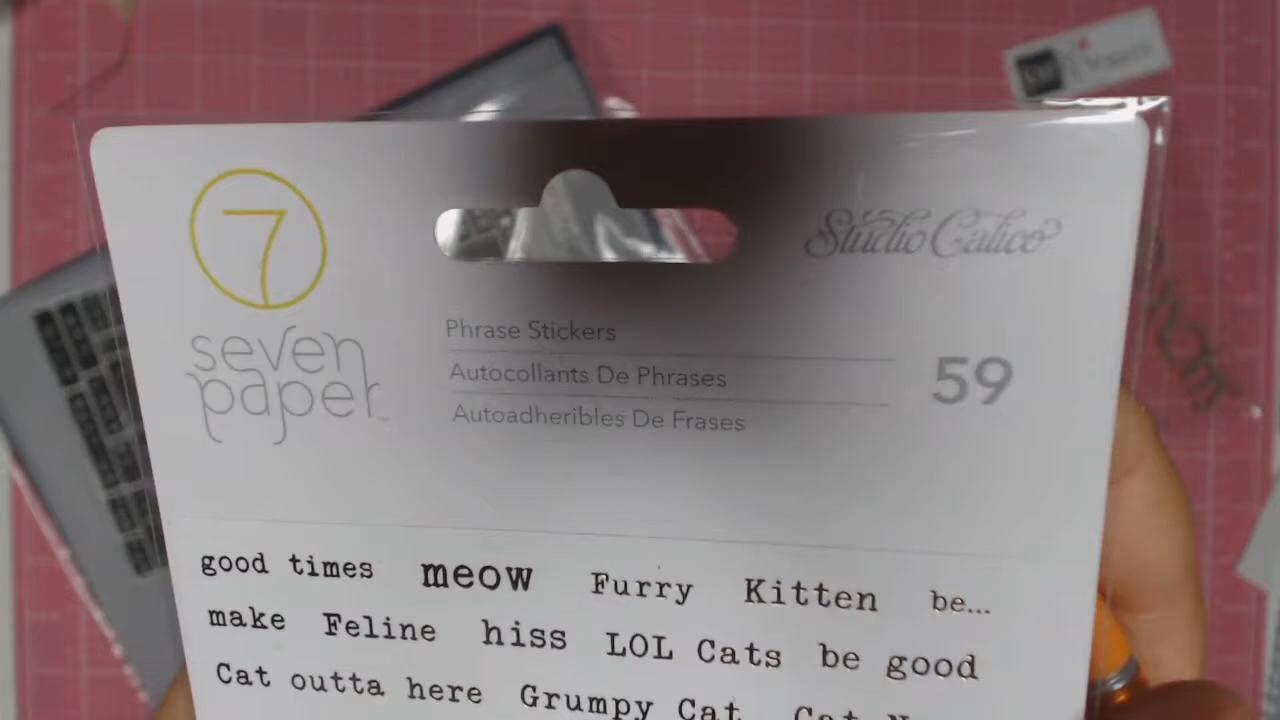 7
seven
paper
Studio Calico
Phrase Stickers
Autocollants De Phrases
59
Autoadheribles De Frases
good times meow Furry Kitten be...
make Feline hiss LOL Cats be good
Cat outta here Grumpy Cat Cat